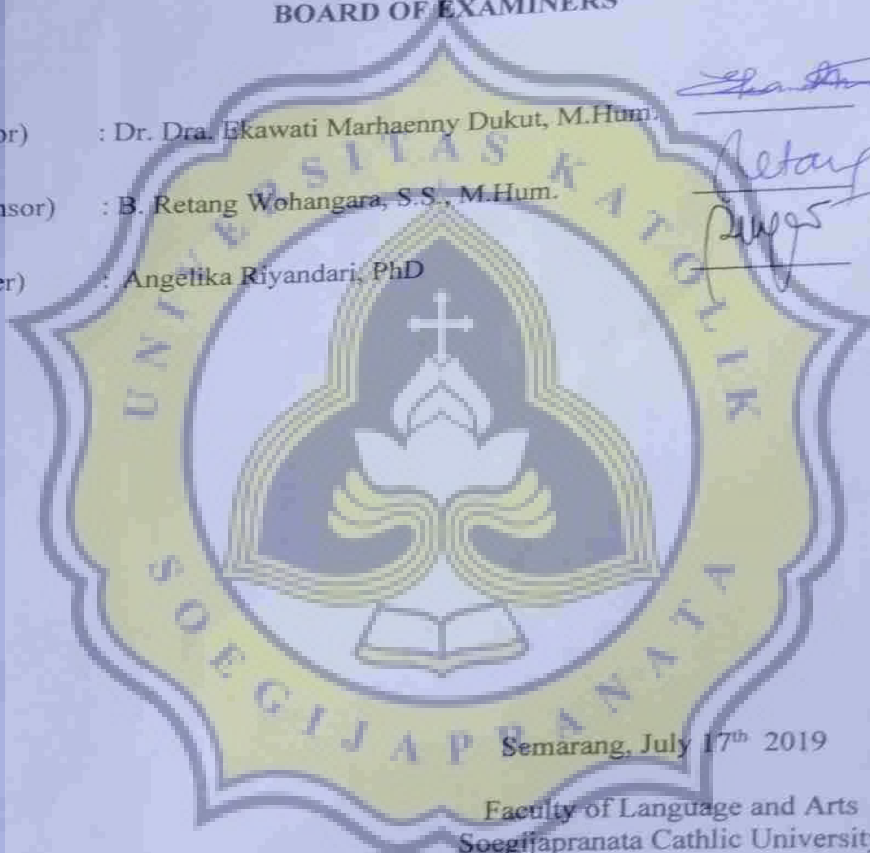 BOARD OF EXAMINERS
or) : Dr. Dra. Ekawati Marhaenny Dukut, M.Hum.
nsor) : B. Retang Wohangara, S.S., M.Hum.
Retang
er) : Angelika Riyandari, PhD
UNIVERSITAS KATOLIK
SOEGIJAPRANATA
Semarang, July 17th 2019
Faculty of Language and Arts
Soegijapranata Cathlic University